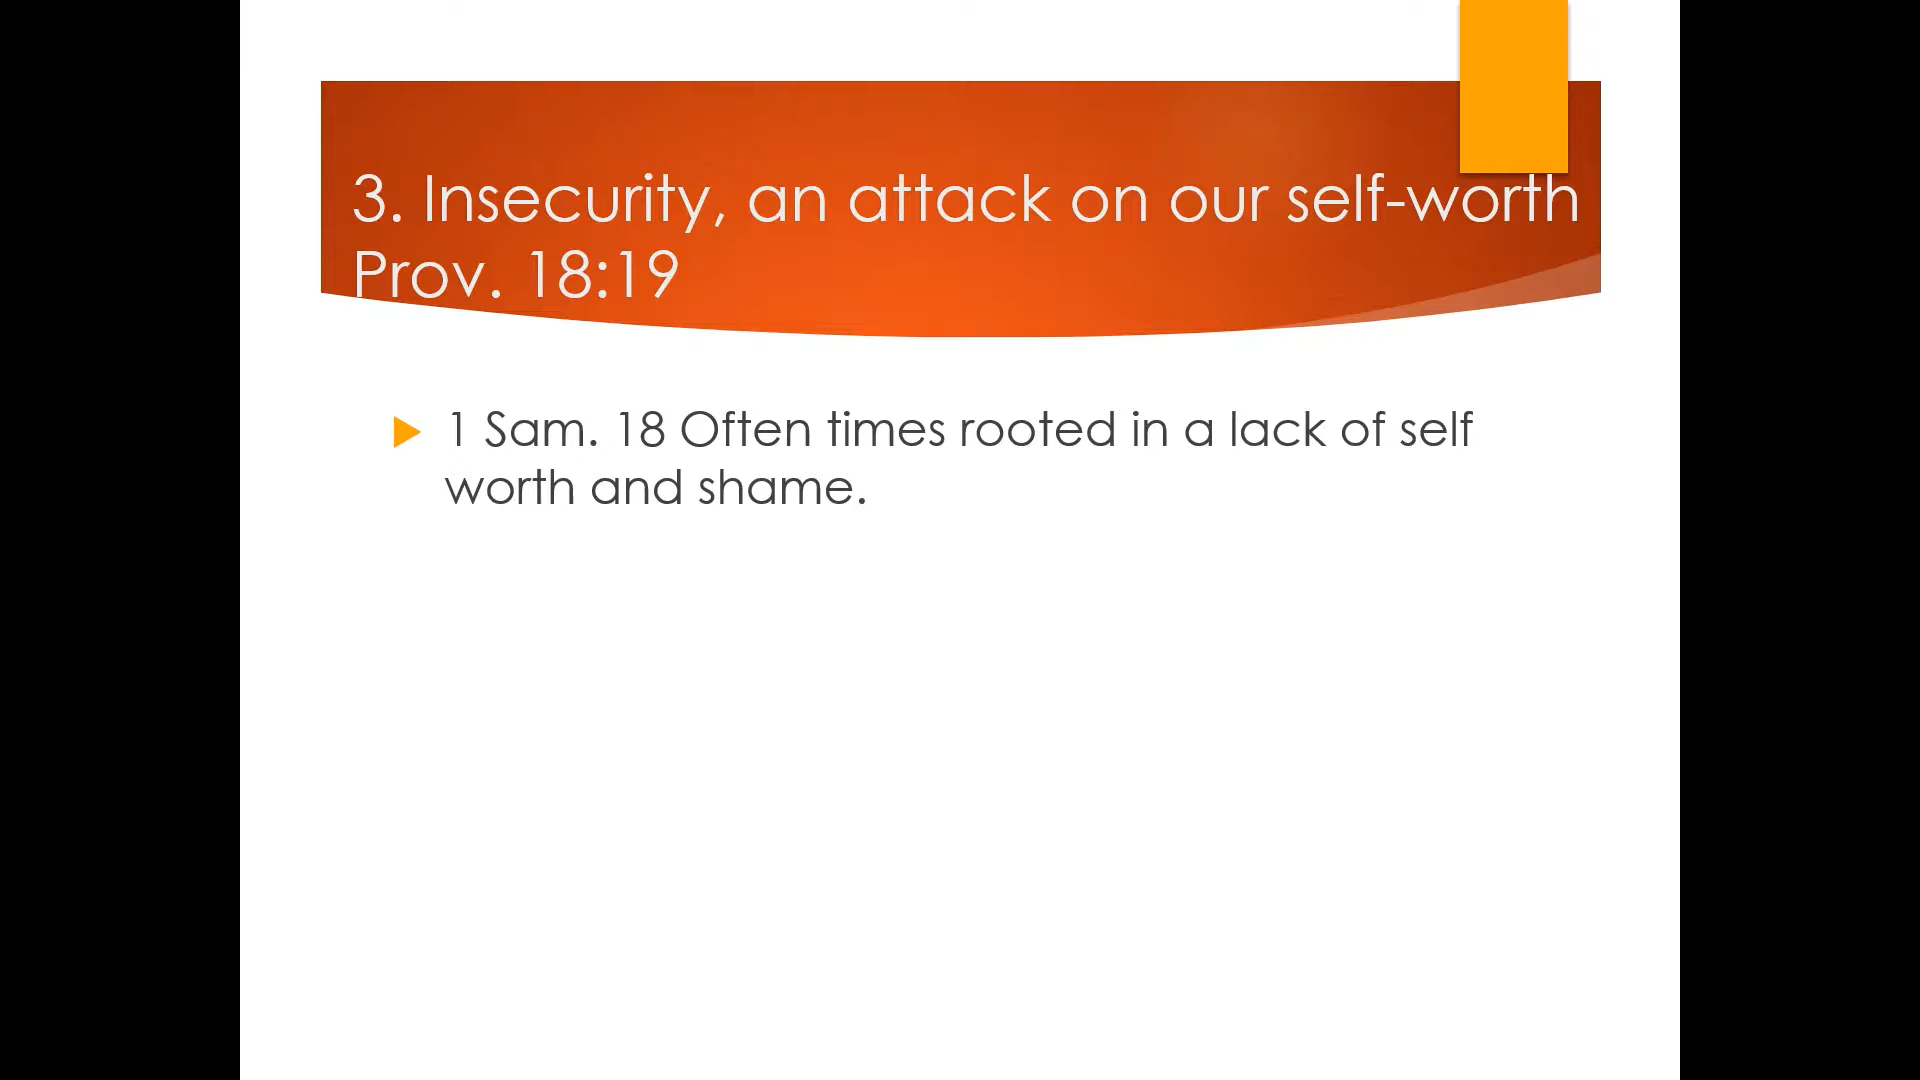 3. Insecurity, an attack on our self-worth
Prov. 18:19
1 Sam. 18 Often times rooted in a lack of self
worth and shame.